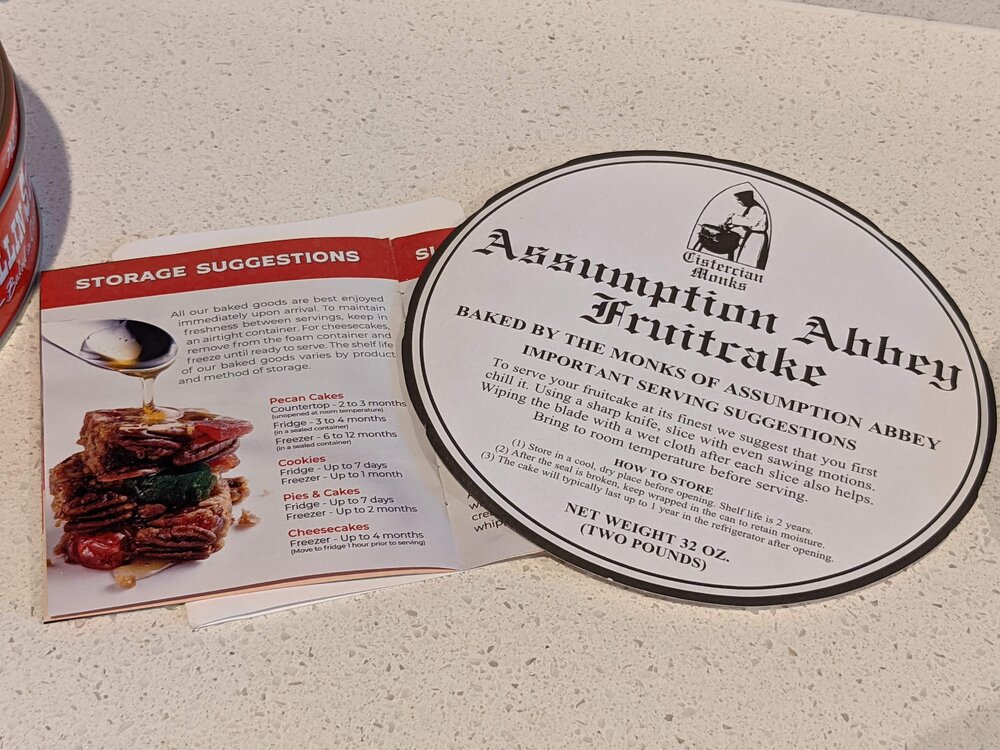 STORAGE SUGGESTIONS
All our baked goods are best enjoyed
immediately upon arrival. To maintain
freshness between servings, keep in
an airtight container. For cheesecakes,
remove from the foam container and
freeze until ready to serve. The shelf life
of our baked goods varies by product
and method of storage.
Pecan Cakes
Countertop - 2 to 3 months
(unopened at room temperature)
Fridge - 3 to 4 months
(in a sealed container)
Freezer - 6 to 12 months
(in a sealed container)
Cookies
Fridge - Up to 7 days
Freezer - Up to 1 month
Pies & Cakes
Fridge - Up to 7 days
Freezer - Up to 2 months
Cheesecakes
Freezer - Up to 4 months
(Move to fridge 1 hour prior to serving)
Cistercian
Monks
Assumption Abbey
Fruitcake
BAKED BY THE MONKS OF ASSUMPTION ABBEY
IMPORTANT SERVING SUGGESTIONS
To serve your fruitcake at its finest we suggest that you first
chill it. Using a sharp knife, slice with even sawing motions.
Wiping the blade with a wet cloth after each slice also helps.
Bring to room temperature before serving.
HOW TO STORE
(1) Store in a cool, dry place before opening. Shelf life is 2 years.
(2) After the seal is broken, keep wrapped in the can to retain moisture.
(3) The cake will typically last up to 1 year in the refrigerator after opening.
NET WEIGHT 32 OZ.
(TWO POUNDS)